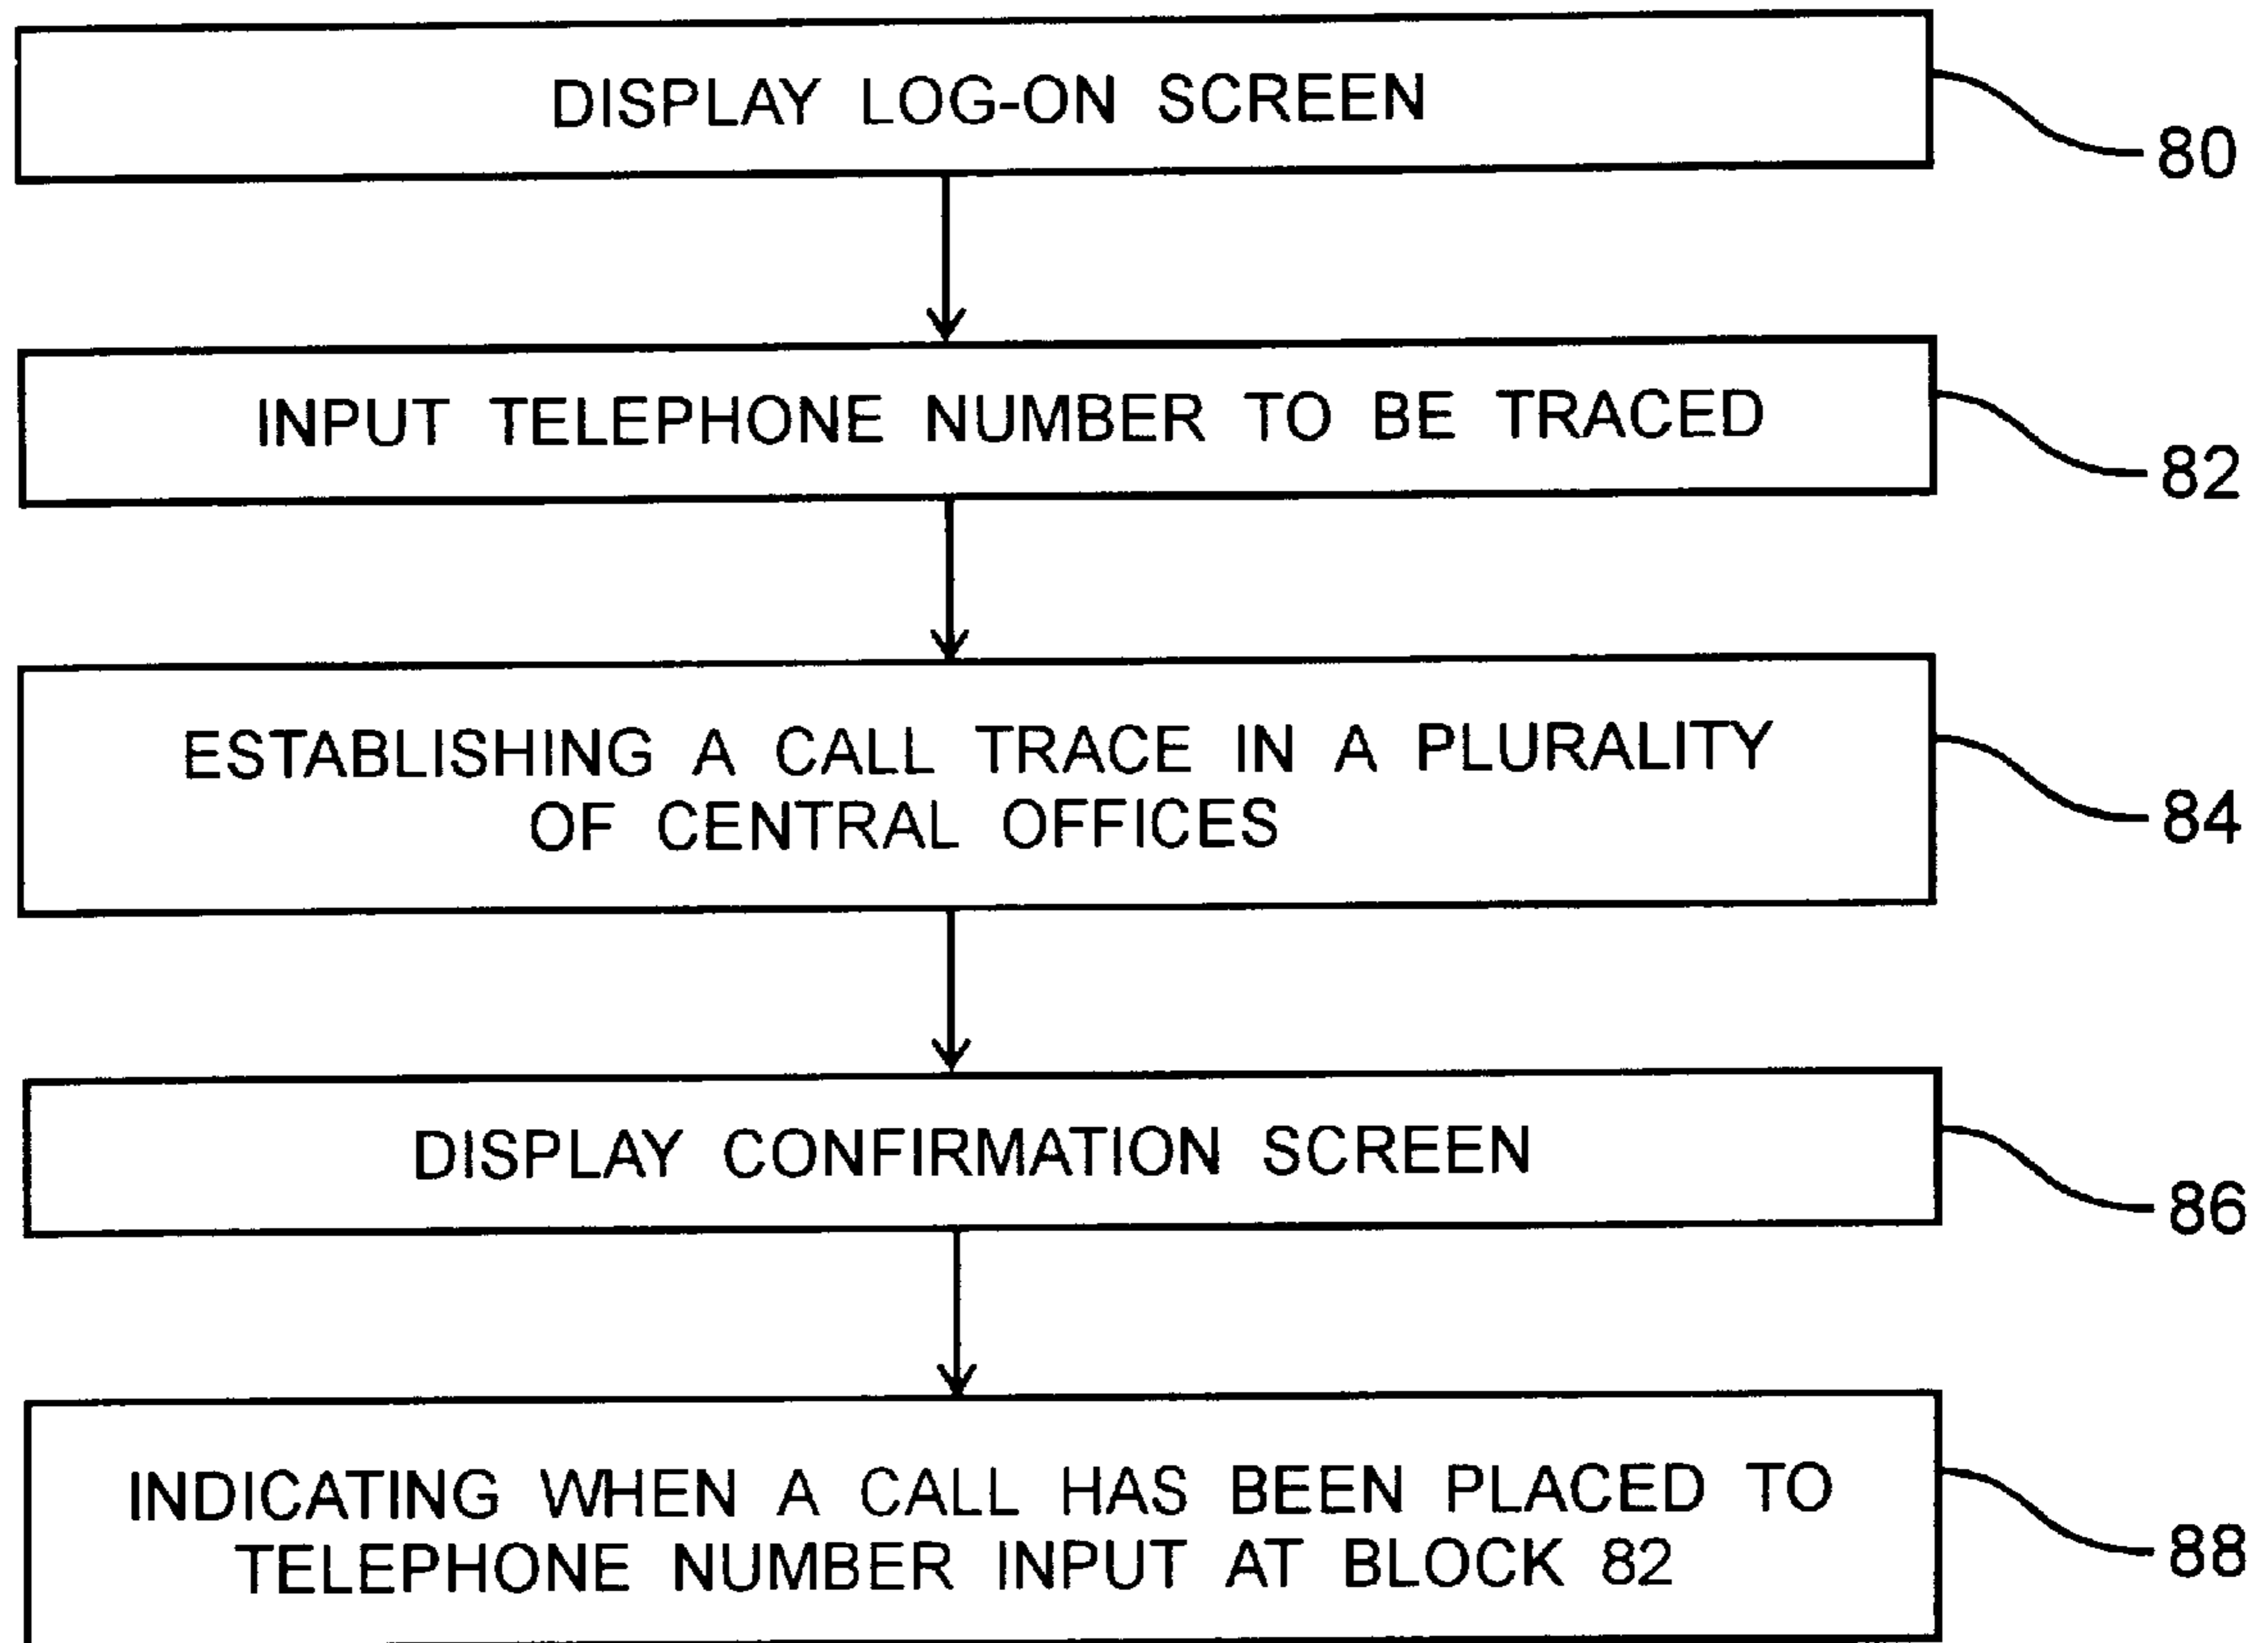 DISPLAY LOG-ON SCREEN
80
INPUT TELEPHONE NUMBER TO BE TRACED
82
ESTABLISHING A CALL TRACE IN A PLURALITY
OF CENTRAL OFFICES
84
DISPLAY CONFIRMATION SCREEN
86
INDICATING WHEN A CALL HAS BEEN PLACED TO
TELEPHONE NUMBER INPUT AT BLOCK 82
88